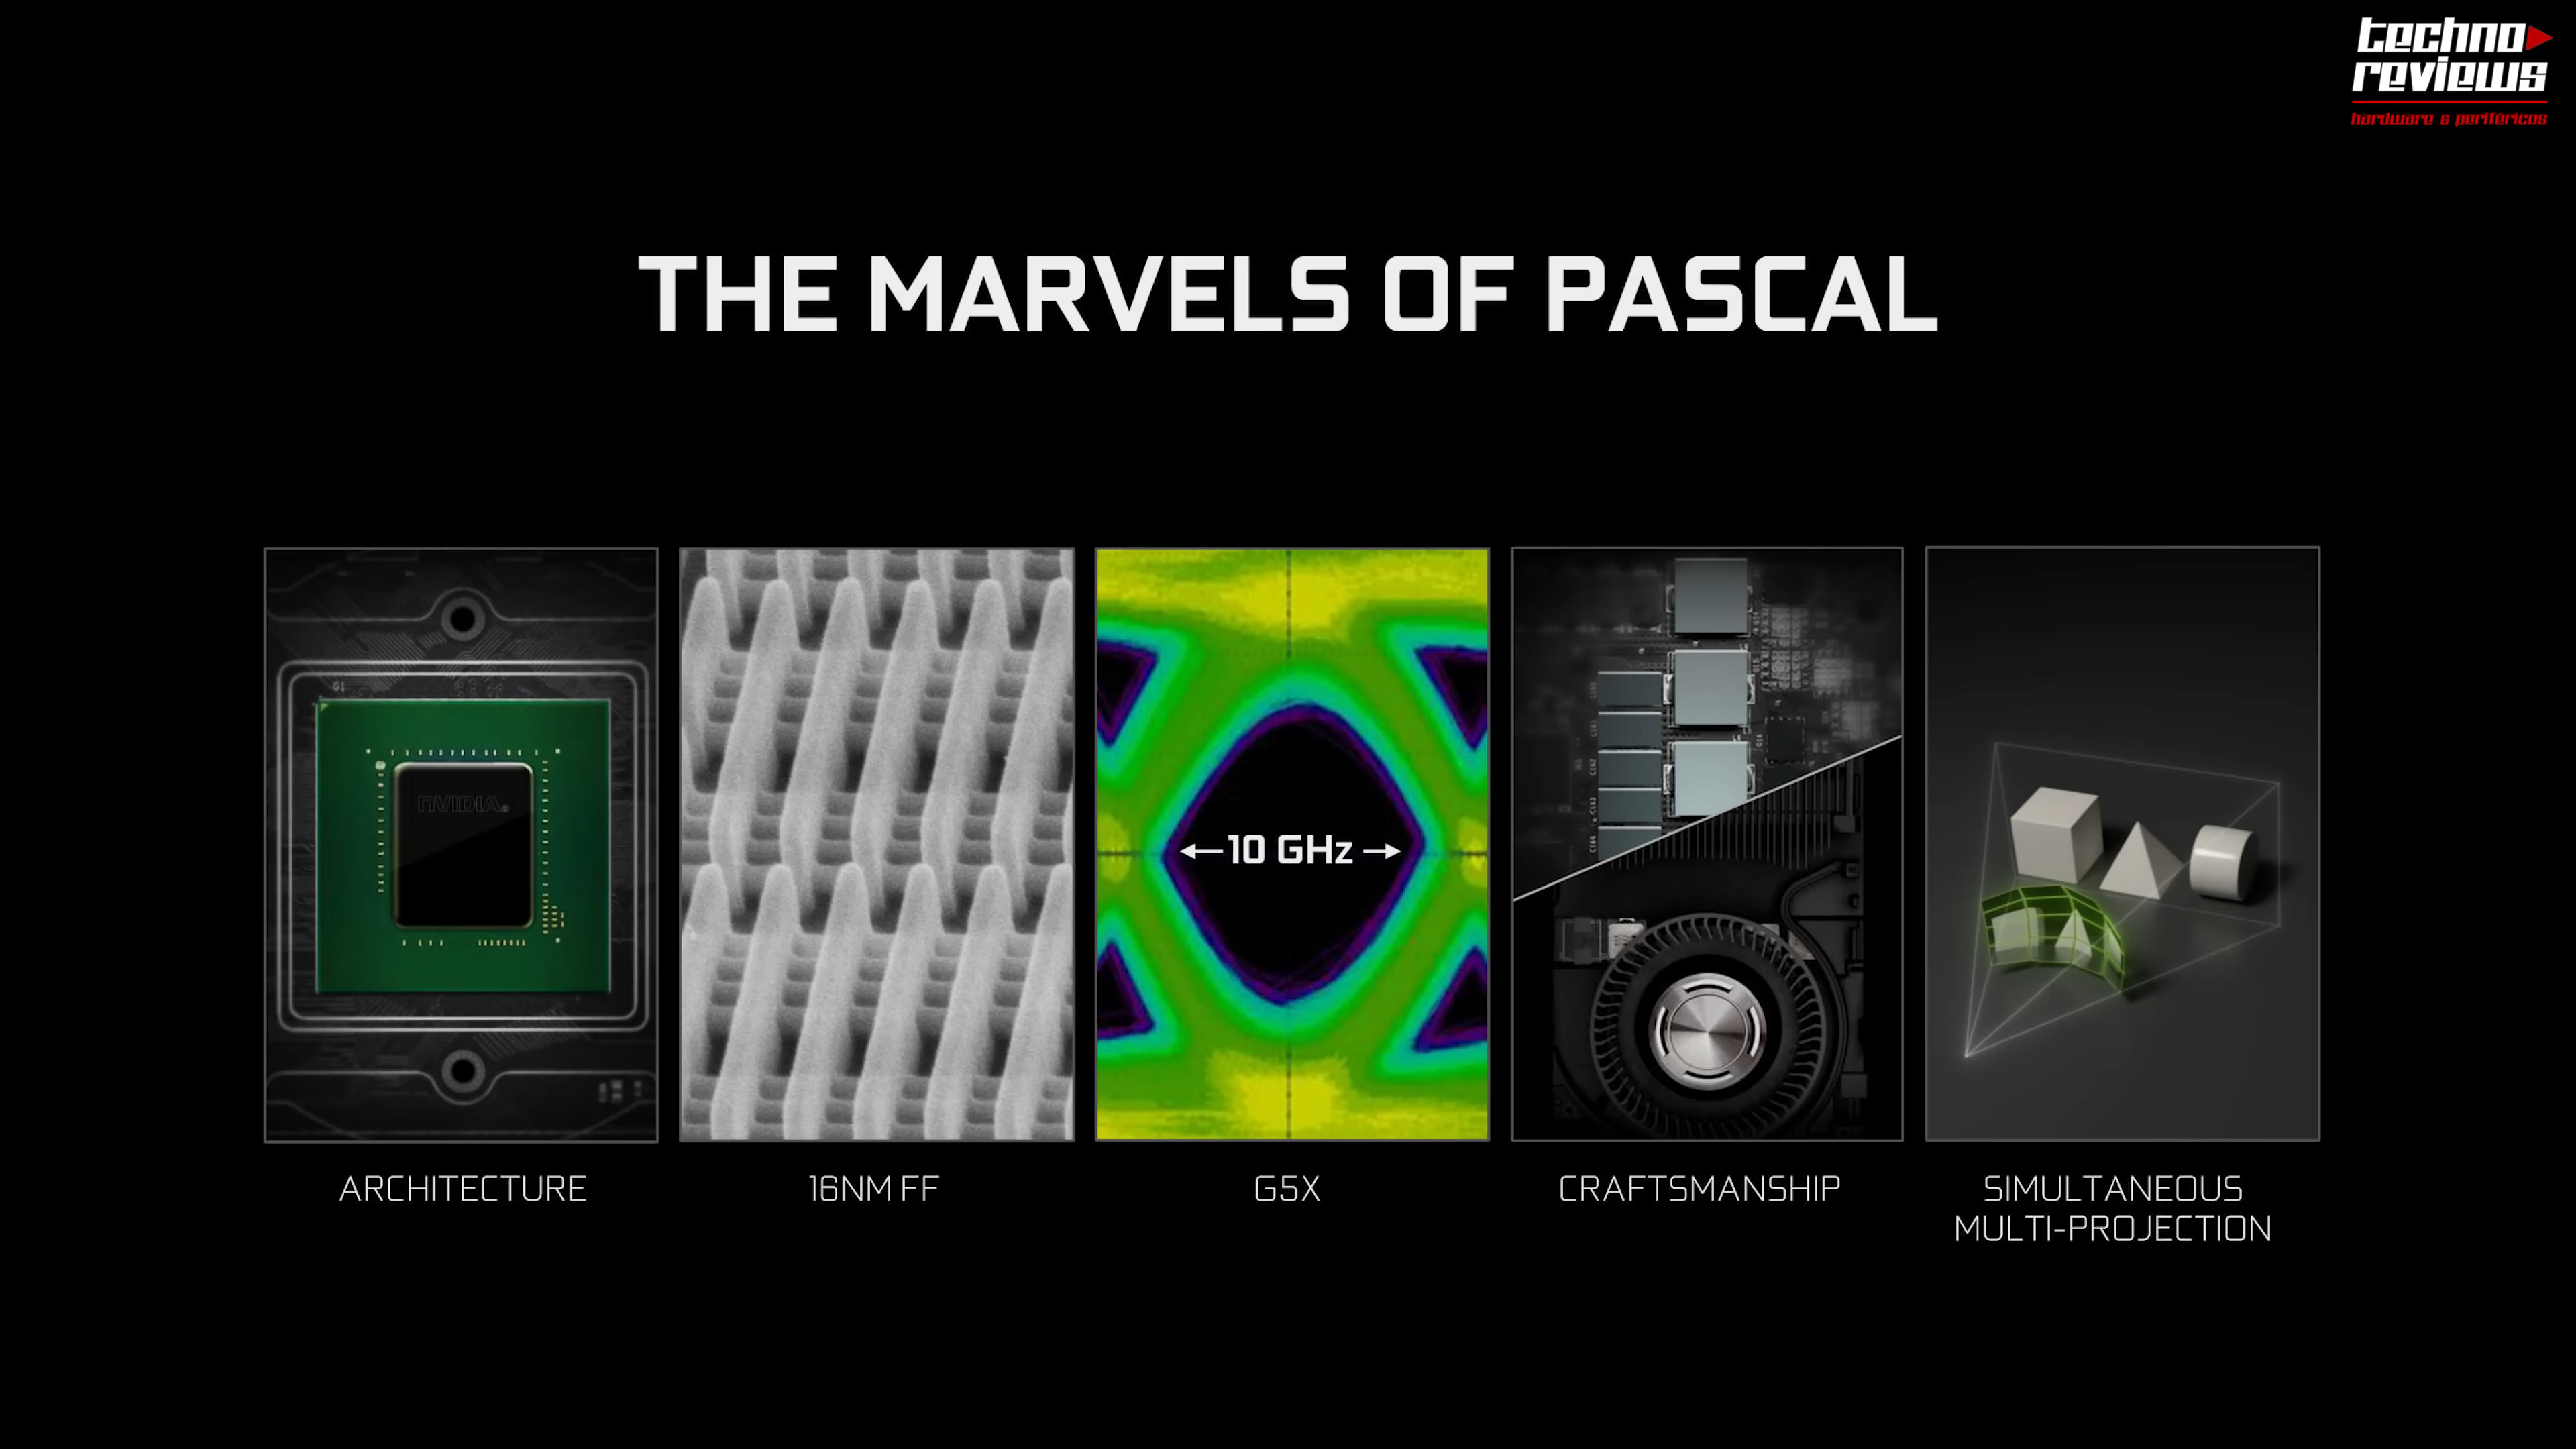 techno
reviews
hardware & periféricos
THE MARVELS OF PASCAL
G1
nVIDIA.
10 GHz
ARCHITECTURE
16NM FF
G5X
CRAFTSMANSHIP
SIMULTANEOUS
MULTI-PROJECTION